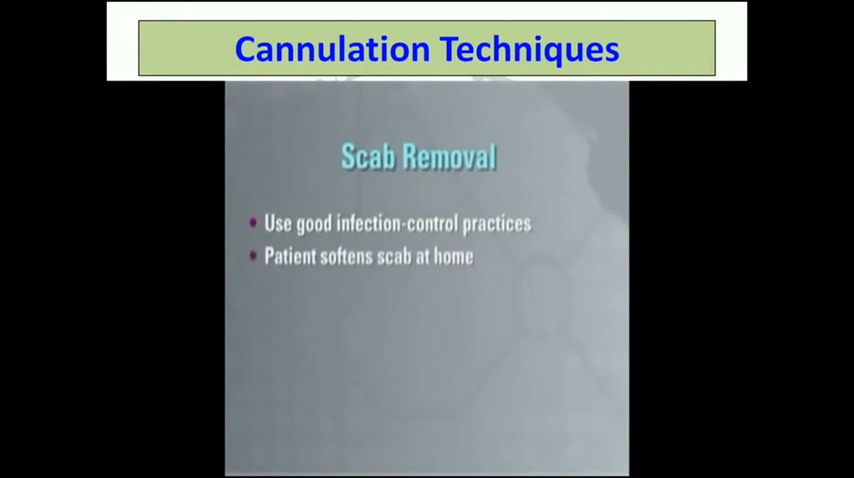 Cannulation Techniques
Scab Removal
• Use good infection-control practices
• Patient softens scab at home